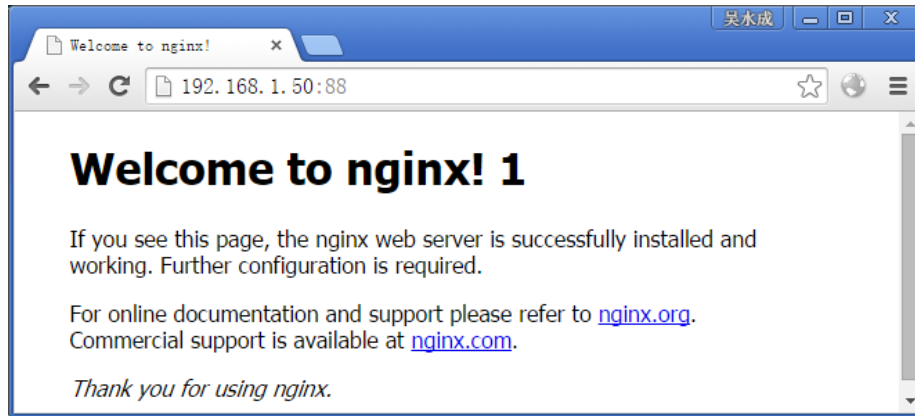 吴水成
Welcome to nginx!
192.168.1.50:88
Welcome to nginx! 1
If you see this page, the nginx web server is successfully installed and
working. Further configuration is required.
For online documentation and support please refer to nginx.org.
Commercial support is available at nginx.com.
Thank you for using nginx.